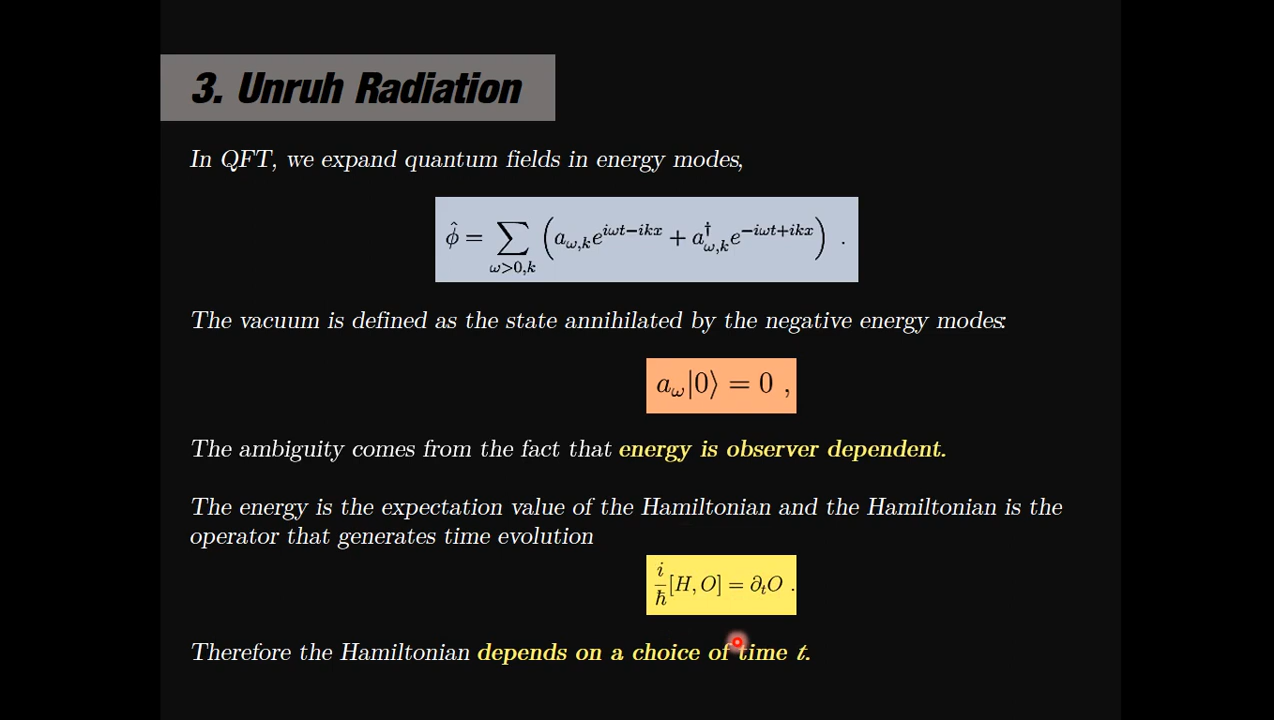 3. Unruh Radiation
In QFT, we expand quantum fields in energy modes,
$\hat{\phi} = \sum_{\omega>0,k} \left( a_{\omega,k} e^{i\omega t - ikx} + a^{\dagger}_{\omega,k} e^{-i\omega t + ikx} \right) .$
The vacuum is defined as the state annihilated by the negative energy modes:
$a_{\omega}|0\rangle = 0 ,$
The ambiguity comes from the fact that energy is observer dependent.
The energy is the expectation value of the Hamiltonian and the Hamiltonian is the
operator that generates time evolution
$\frac{i}{\hbar}[H, O] = \partial_t O .$
Therefore the Hamiltonian depends on a choice of time t.